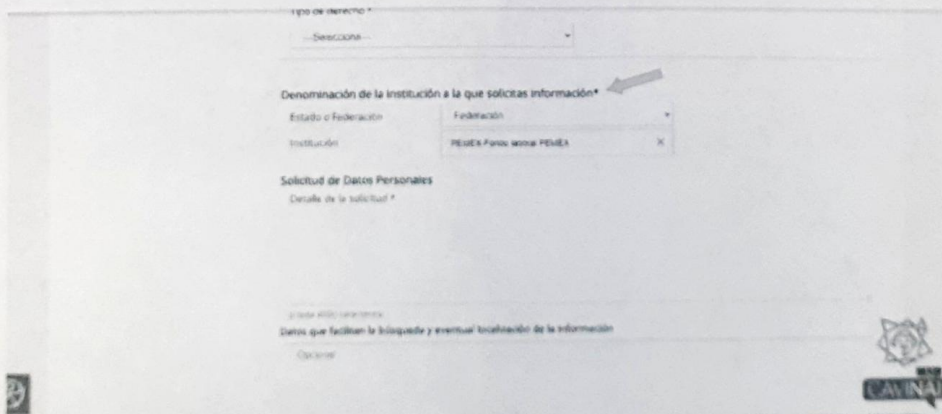 Tipo de derecho *
---Selecciona---
Denominación de la institución a la que solicitas información*
Estado o Federación Federación
Institución PEMEX-Fondo laboral PEMEX ×
Solicitud de Datos Personales
Detalle de la solicitud *
Datos que facilitan la búsqueda y eventual localización de la información
Opcional